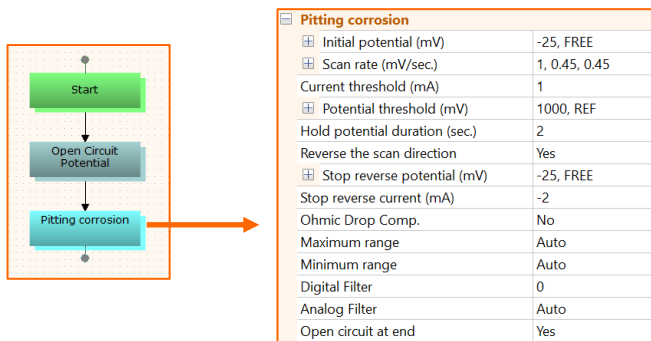 Start
Open Circuit
Potential
Pitting corrosion
Pitting corrosion
Initial potential (mV) -25, FREE
Scan rate (mV/sec.) 1, 0.45, 0.45
Current threshold (mA) 1
Potential threshold (mV) 1000, REF
Hold potential duration (sec.) 2
Reverse the scan direction Yes
Stop reverse potential (mV) -25, FREE
Stop reverse current (mA) -2
Ohmic Drop Comp. No
Maximum range Auto
Minimum range Auto
Digital Filter 0
Analog Filter Auto
Open circuit at end Yes